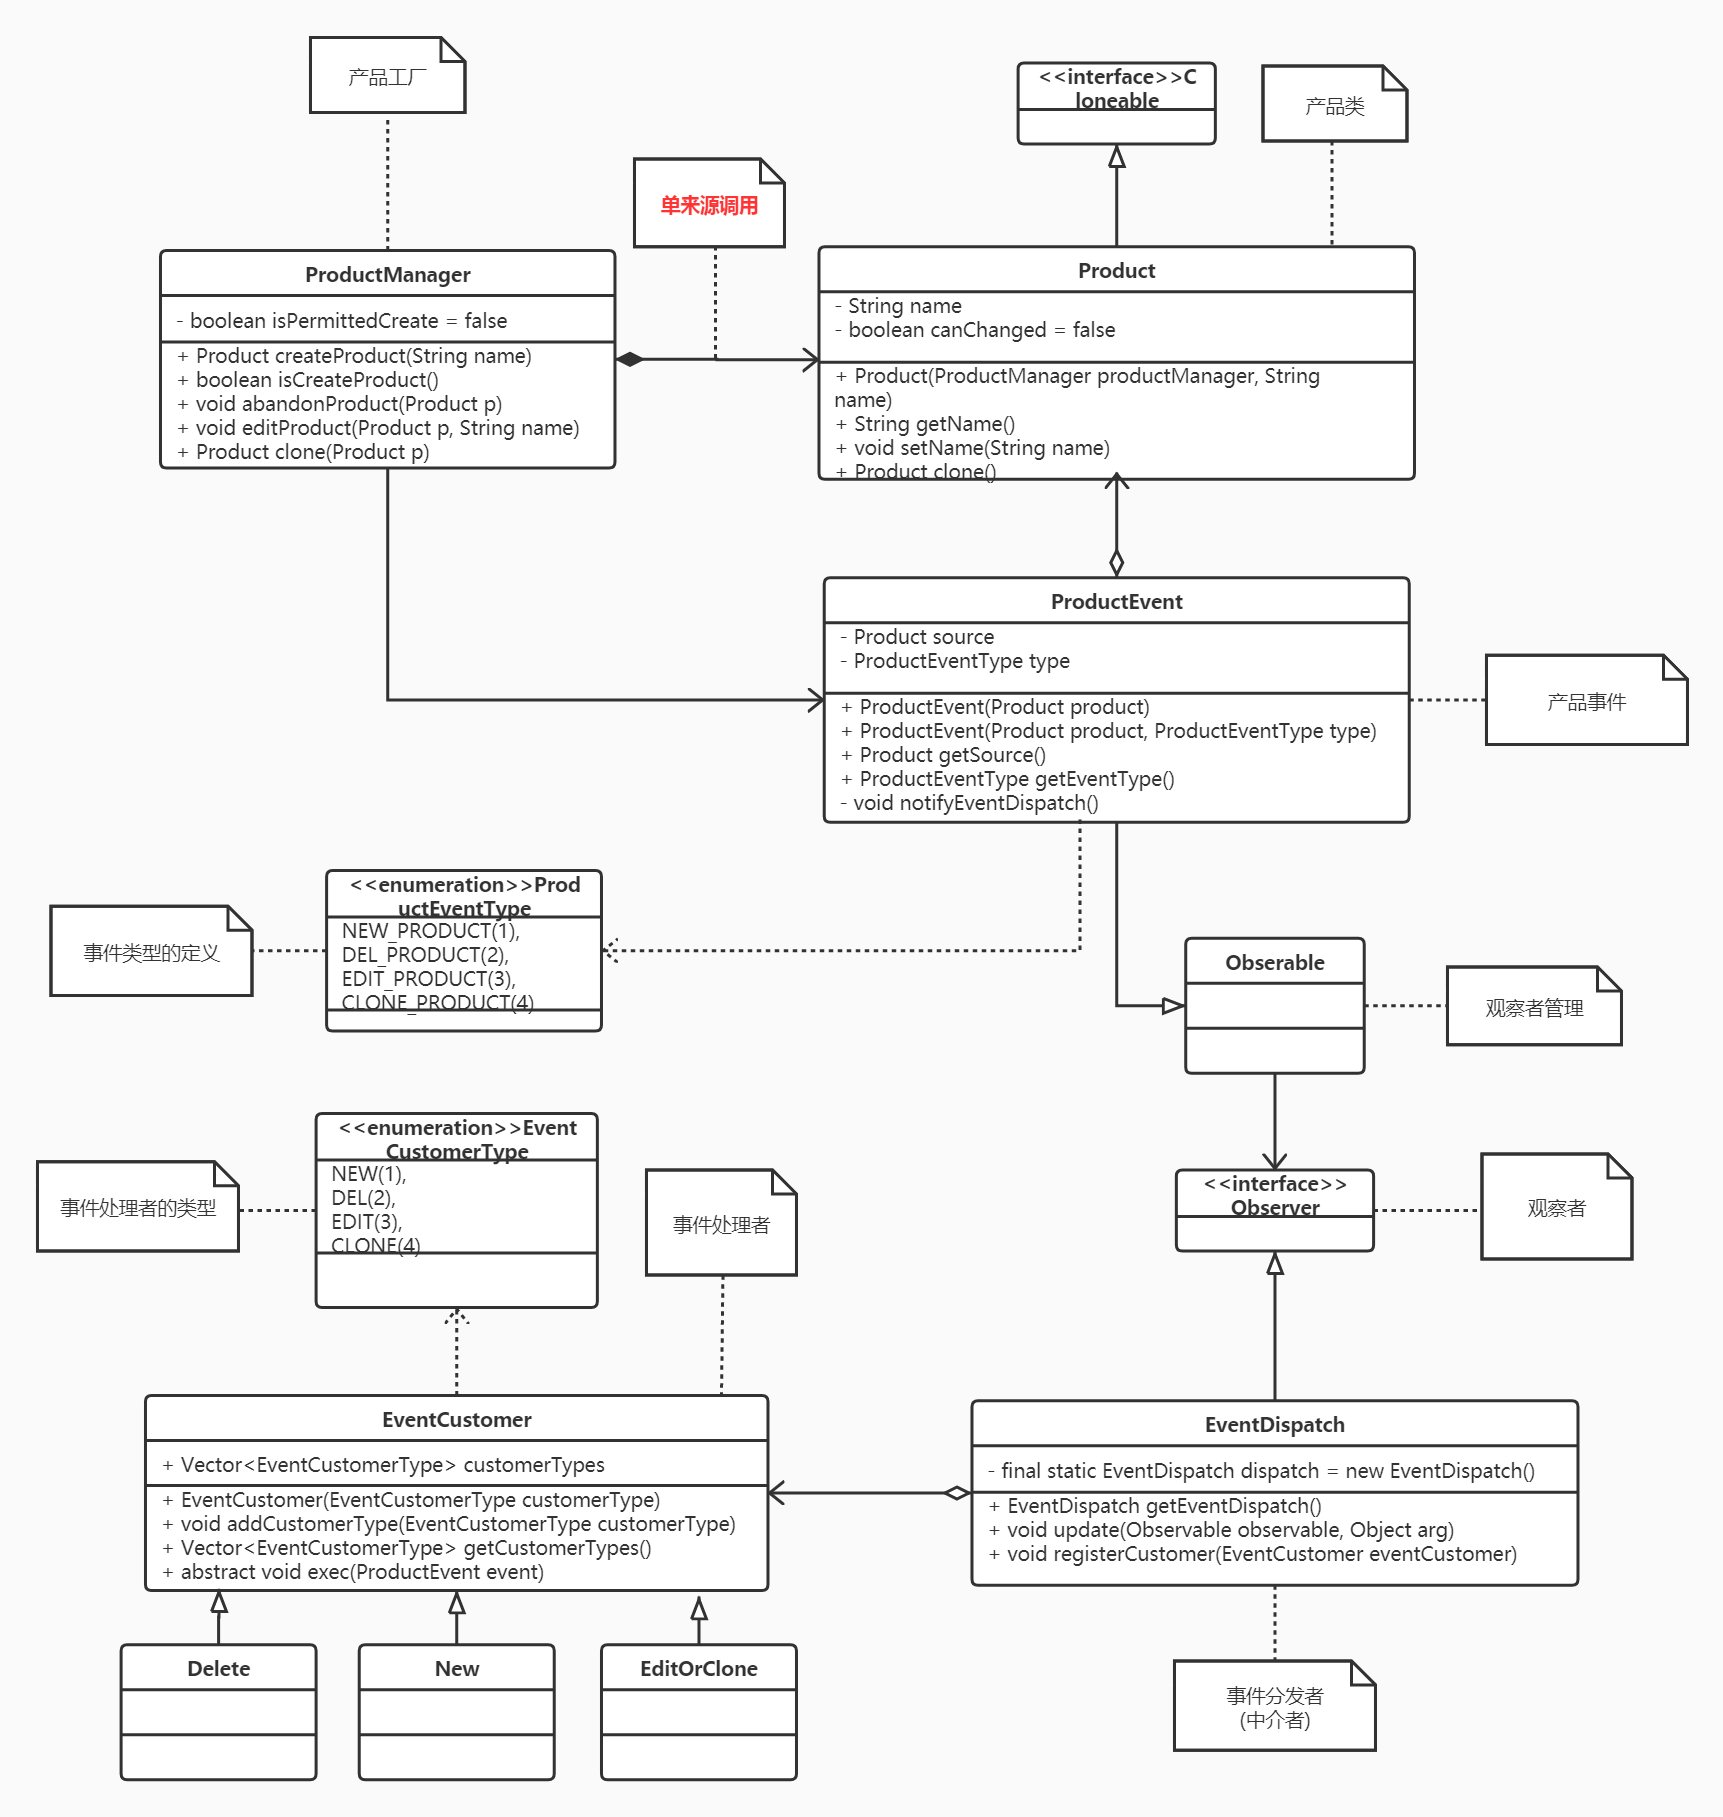 产品工厂
<<interface>>C
loneable
产品类
单来源调用
ProductManager
- boolean isPermittedCreate = false
+ Product createProduct(String name)
+ boolean isCreateProduct()
+ void abandonProduct(Product p)
+ void editProduct(Product p, String name)
+ Product clone(Product p)
Product
- String name
- boolean canChanged = false
+ Product(ProductManager productManager, String
name)
+ String getName()
+ void setName(String name)
+ Product clone()
ProductEvent
- Product source
- ProductEventType type
+ ProductEvent(Product product)
+ ProductEvent(Product product, ProductEventType type)
+ Product getSource()
+ ProductEventType getEventType()
- void notifyEventDispatch()
产品事件
<<enumeration>>Prod
uctEventType
NEW_PRODUCT(1),
DEL_PRODUCT(2),
EDIT_PRODUCT(3),
CLONE_PRODUCT(4)
事件类型的定义
Obserable
观察者管理
<<enumeration>>Event
CustomerType
NEW(1),
DEL(2),
EDIT(3),
CLONE(4)
事件处理者的类型
事件处理者
<<interface>>
Observer
观察者
EventCustomer
+ Vector<EventCustomerType> customerTypes
+ EventCustomer(EventCustomerType customerType)
+ void addCustomerType(EventCustomerType customerType)
+ Vector<EventCustomerType> getCustomerTypes()
+ abstract void exec(ProductEvent event)
EventDispatch
- final static EventDispatch dispatch = new EventDispatch()
+ EventDispatch getEventDispatch()
+ void update(Observable observable, Object arg)
+ void registerCustomer(EventCustomer eventCustomer)
Delete
New
EditOrClone
事件分发者
(中介者)